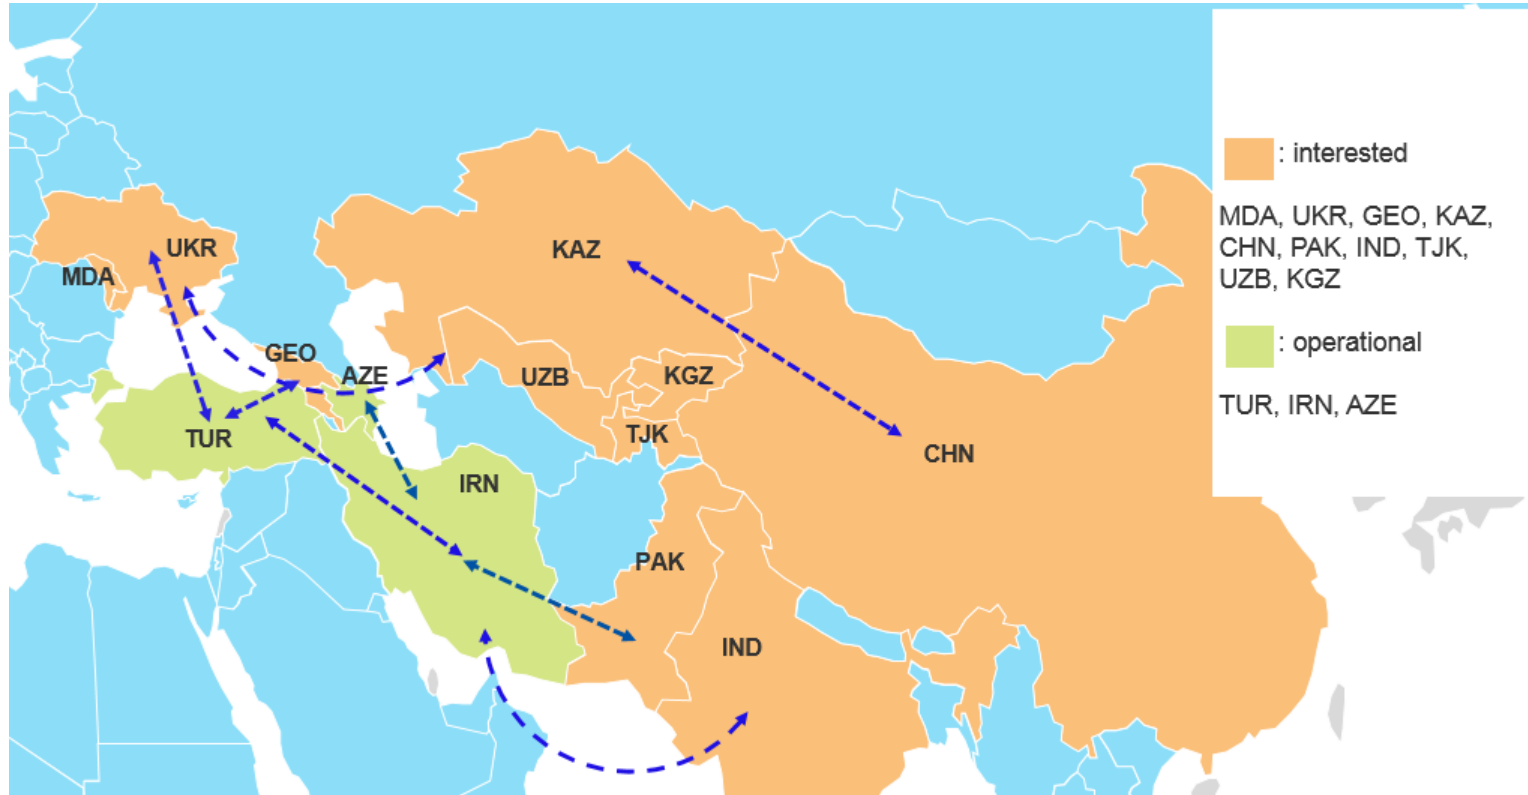 : interested
MDA, UKR, GEO, KAZ,
CHN, PAK, IND, TJK,
UZB, KGZ
: operational
TUR, IRN, AZE
UKR
MDA
KAZ
GEO
AZE
UZB
KGZ
TUR
TJK
CHN
IRN
PAK
IND